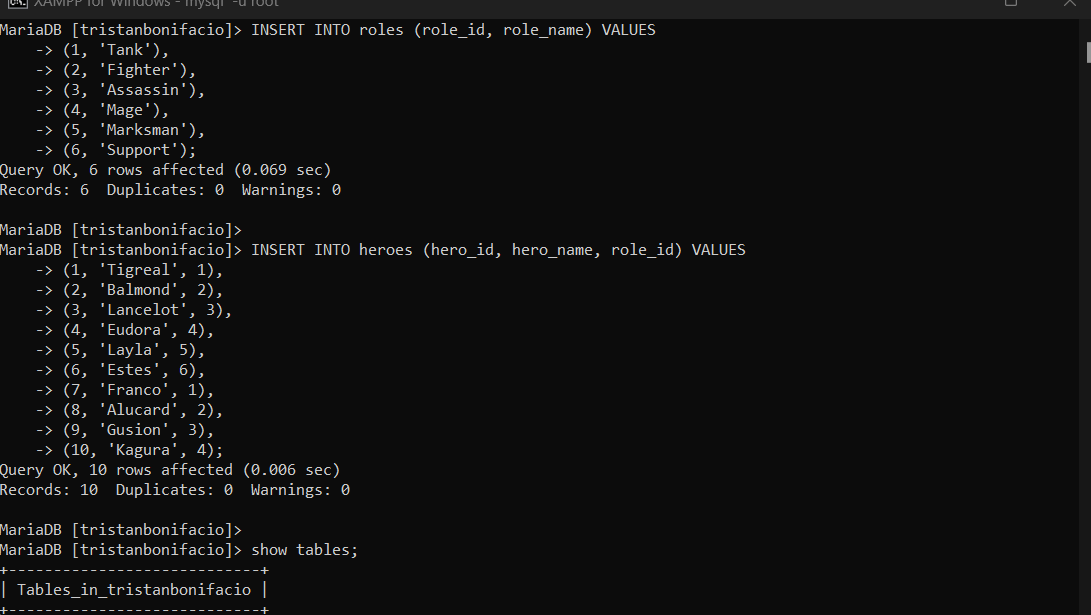 XAMPP for Windows - mysql -u root
MariaDB [tristanbonifacio]> INSERT INTO roles (role_id, role_name) VALUES
    -> (1, 'Tank'),
    -> (2, 'Fighter'),
    -> (3, 'Assassin'),
    -> (4, 'Mage'),
    -> (5, 'Marksman'),
    -> (6, 'Support');
Query OK, 6 rows affected (0.069 sec)
Records: 6  Duplicates: 0  Warnings: 0
MariaDB [tristanbonifacio]>
MariaDB [tristanbonifacio]> INSERT INTO heroes (hero_id, hero_name, role_id) VALUES
    -> (1, 'Tigreal', 1),
    -> (2, 'Balmond', 2),
    -> (3, 'Lancelot', 3),
    -> (4, 'Eudora', 4),
    -> (5, 'Layla', 5),
    -> (6, 'Estes', 6),
    -> (7, 'Franco', 1),
    -> (8, 'Alucard', 2),
    -> (9, 'Gusion', 3),
    -> (10, 'Kagura', 4);
Query OK, 10 rows affected (0.006 sec)
Records: 10  Duplicates: 0  Warnings: 0
MariaDB [tristanbonifacio]>
MariaDB [tristanbonifacio]> show tables;
+----------------------------+
| Tables_in_tristanbonifacio |
+----------------------------+